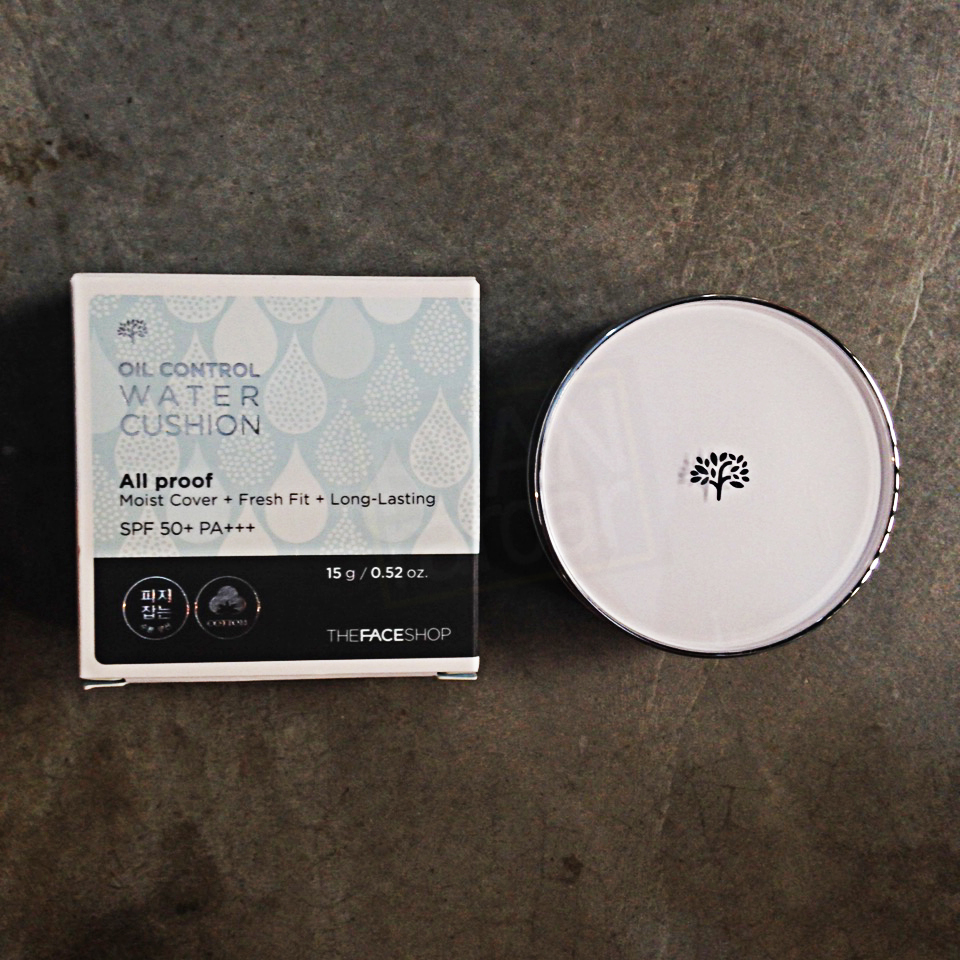 OIL CONTROL
WATER
CUSHION
All proof
Moist Cover + Fresh Fit + Long-Lasting
SPF 50+ PA+++
15 g / 0.52 oz.
피지
잡는
COTTON
THEFACESHOP